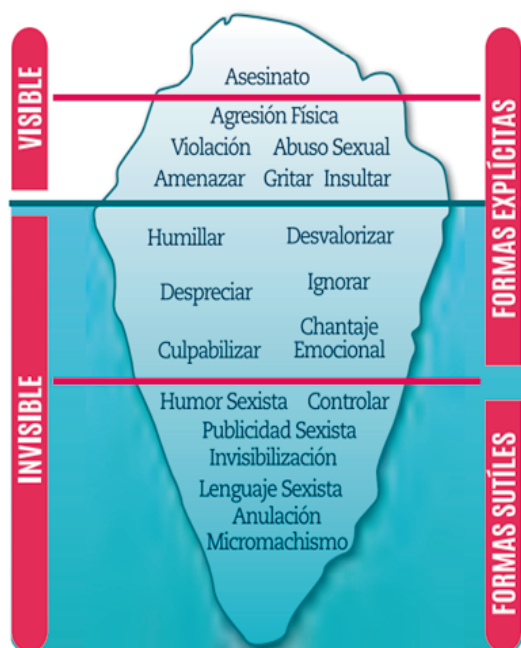 VISIBLE
Asesinato
Agresión Física
Violación Abuso Sexual
Amenazar Gritar Insultar
FORMAS EXPLÍCITAS
INVISIBLE
Humillar Desvalorizar
Despreciar Ignorar
Culpabilizar Chantaje
Emocional
Humor Sexista Controlar
Publicidad Sexista
Invisibilización
Lenguaje Sexista
Anulación
Micromachismo
FORMAS SUTÍLES